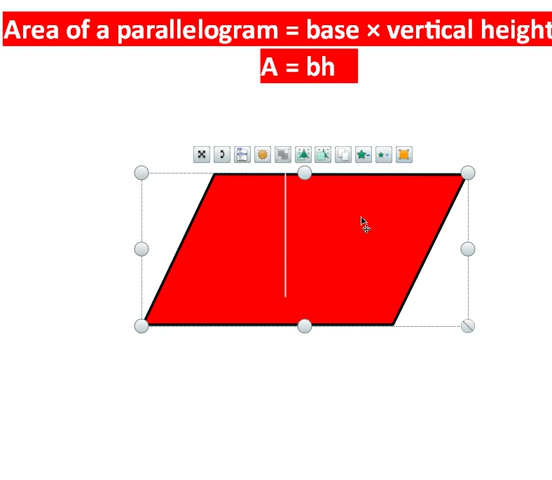 Area of a parallelogram = base × vertical height
A = bh